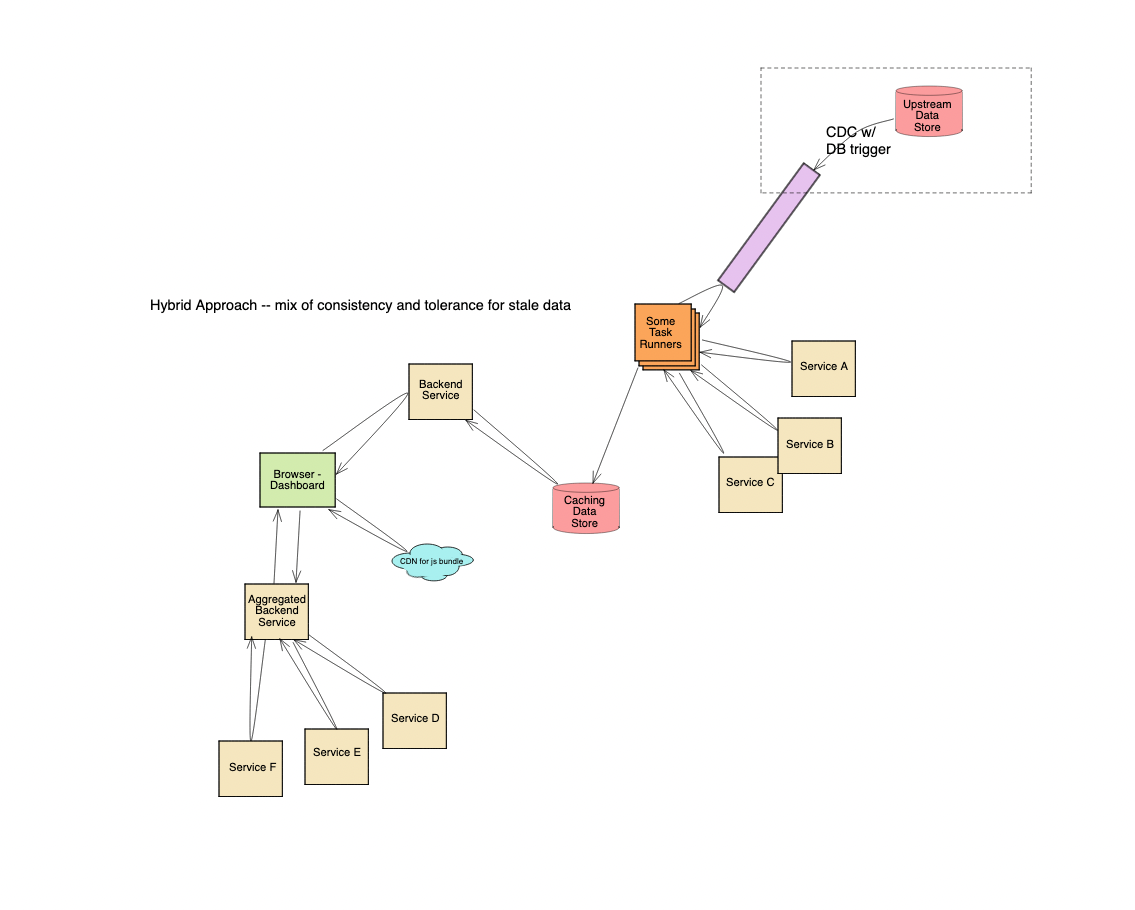 Upstream
Data
Store
CDC w/
DB trigger
Hybrid Approach -- mix of consistency and tolerance for stale data
Some
Task
Runners
Service A
Backend
Service
Service B
Browser -
Dashboard
Service C
Caching
Data
Store
CDN for js bundle
Aggregated
Backend
Service
Service D
Service E
Service F